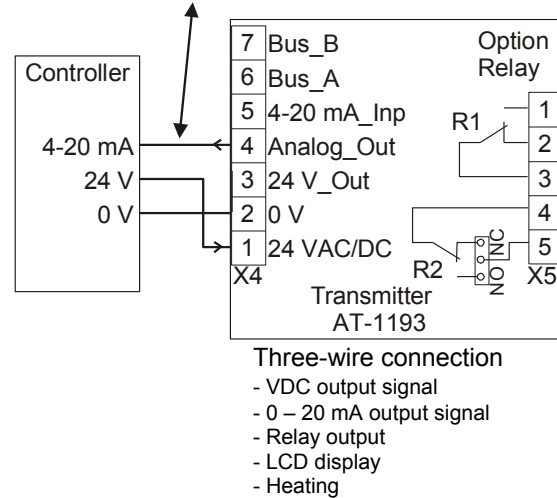 Controller
4-20 mA
24 V
0 V
7 Bus_B
6 Bus_A
5 4-20 mA_Inp
4 Analog_Out
3 24 V_Out
2 0 V
1 24 VAC/DC
X4
Option
Relay
R1
1
2
3
4
5
X5
R2
NC
NO
Transmitter
AT-1193
Three-wire connection
- VDC output signal
- 0 – 20 mA output signal
- Relay output
- LCD display
- Heating